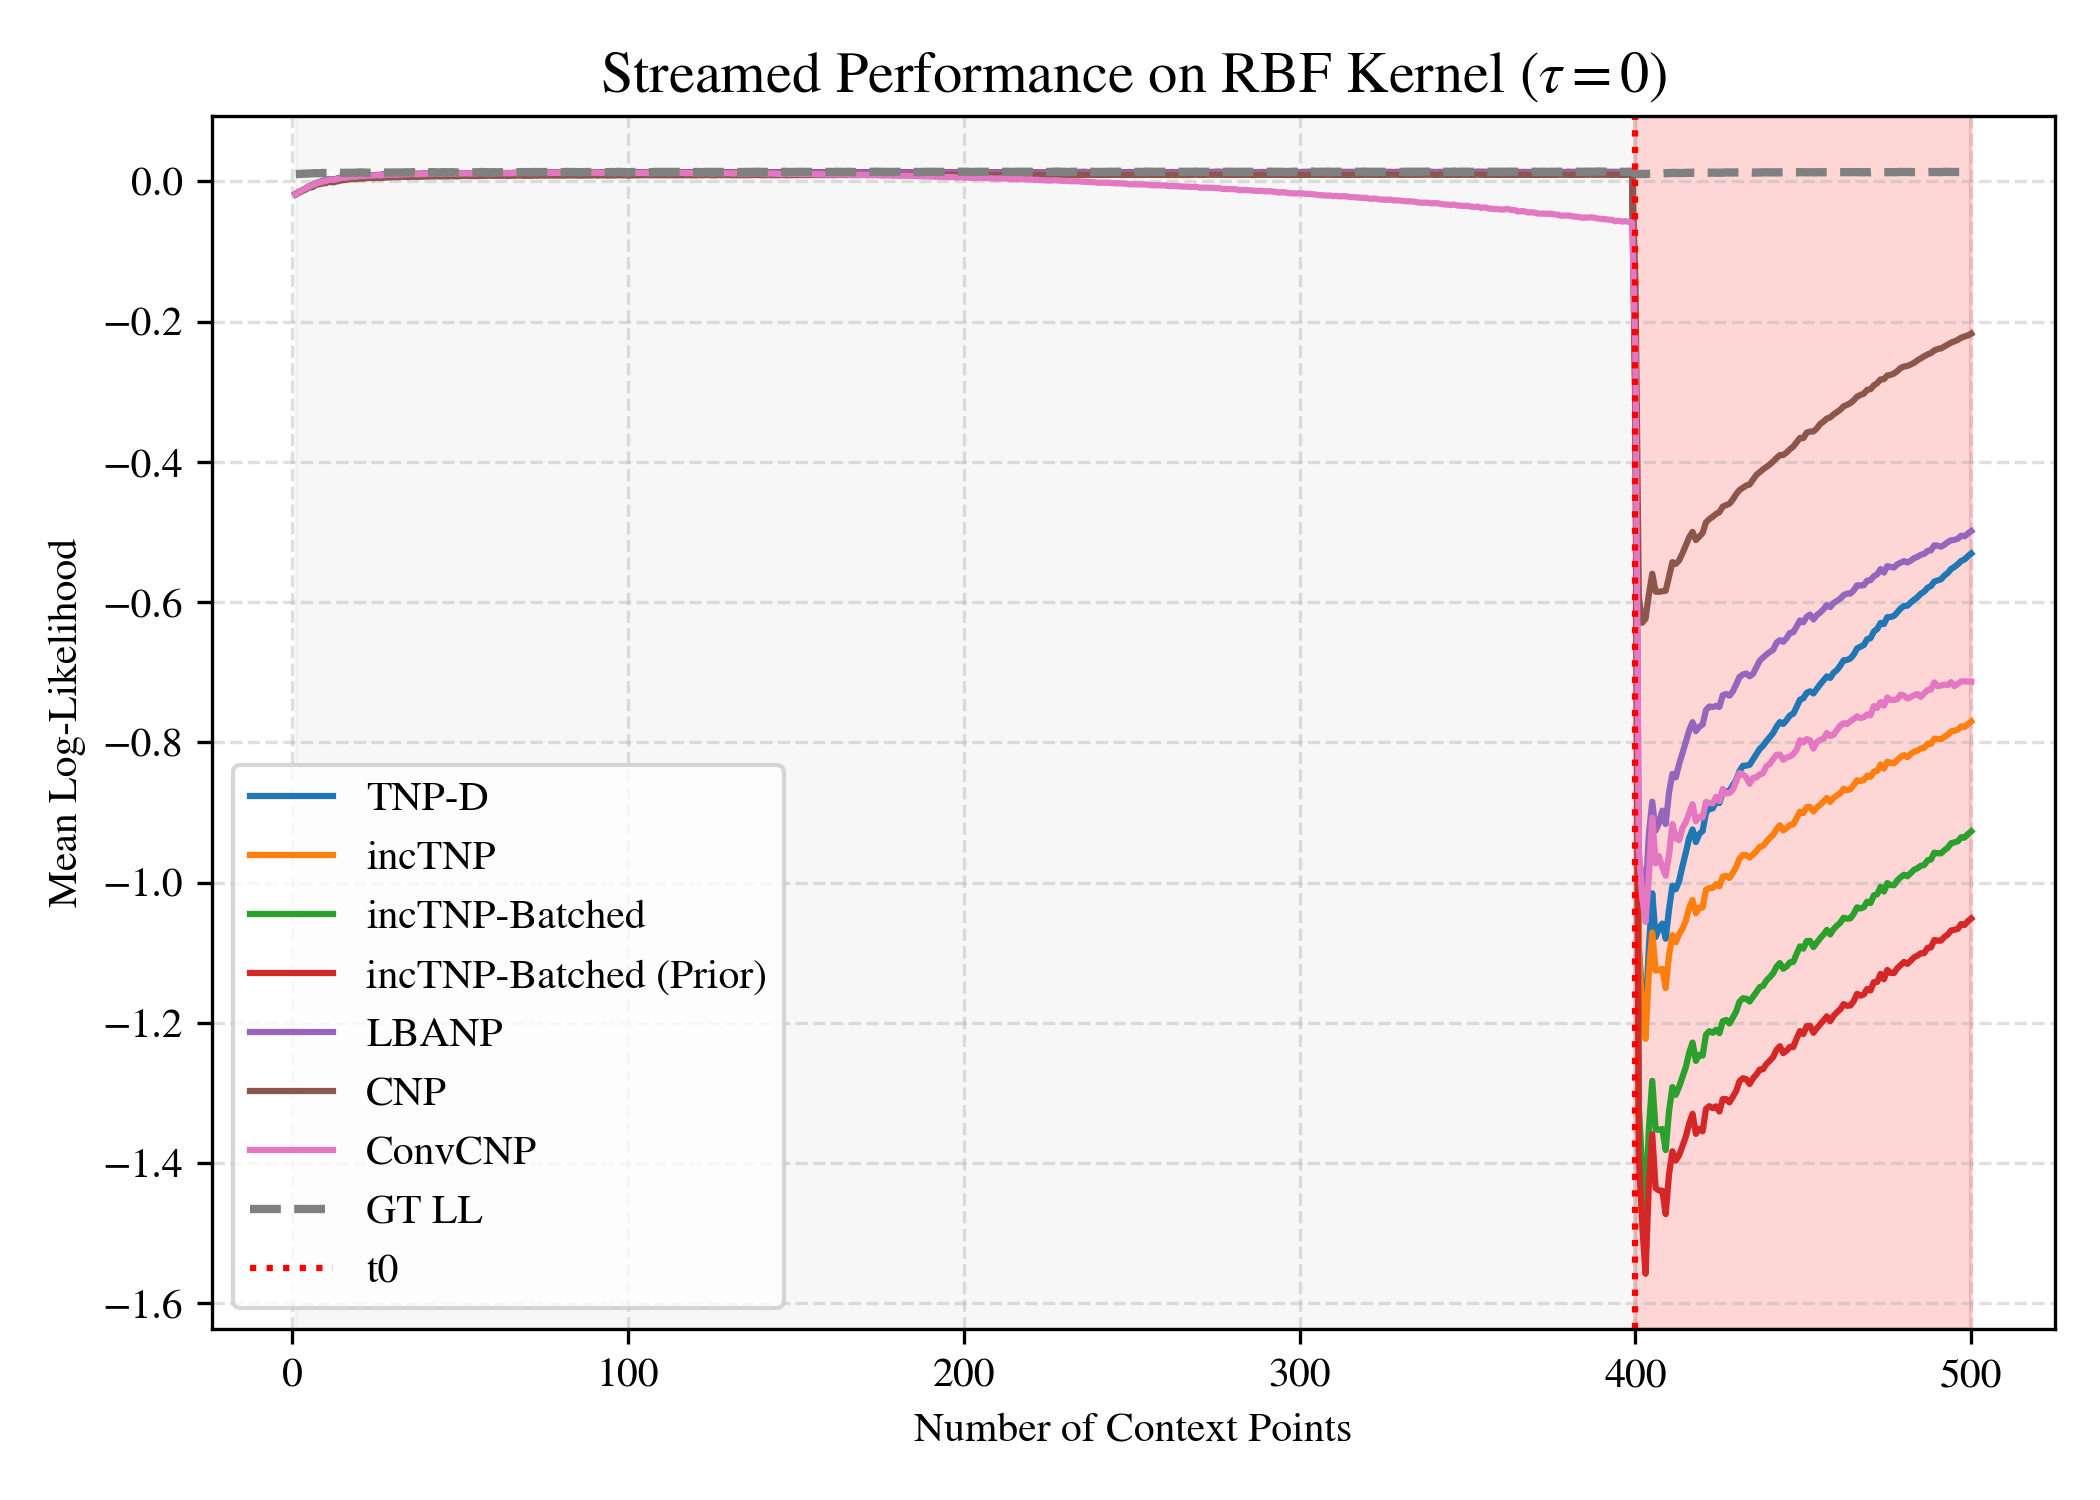 Streamed Performance on RBF Kernel (τ = 0)
Mean Log-Likelihood
0.0
−0.2
−0.4
−0.6
−0.8
−1.0
−1.2
−1.4
−1.6
TNP-D
incTNP
incTNP-Batched
incTNP-Batched (Prior)
LBANP
CNP
ConvCNP
GT LL
t0
0 100 200 300 400 500
Number of Context Points